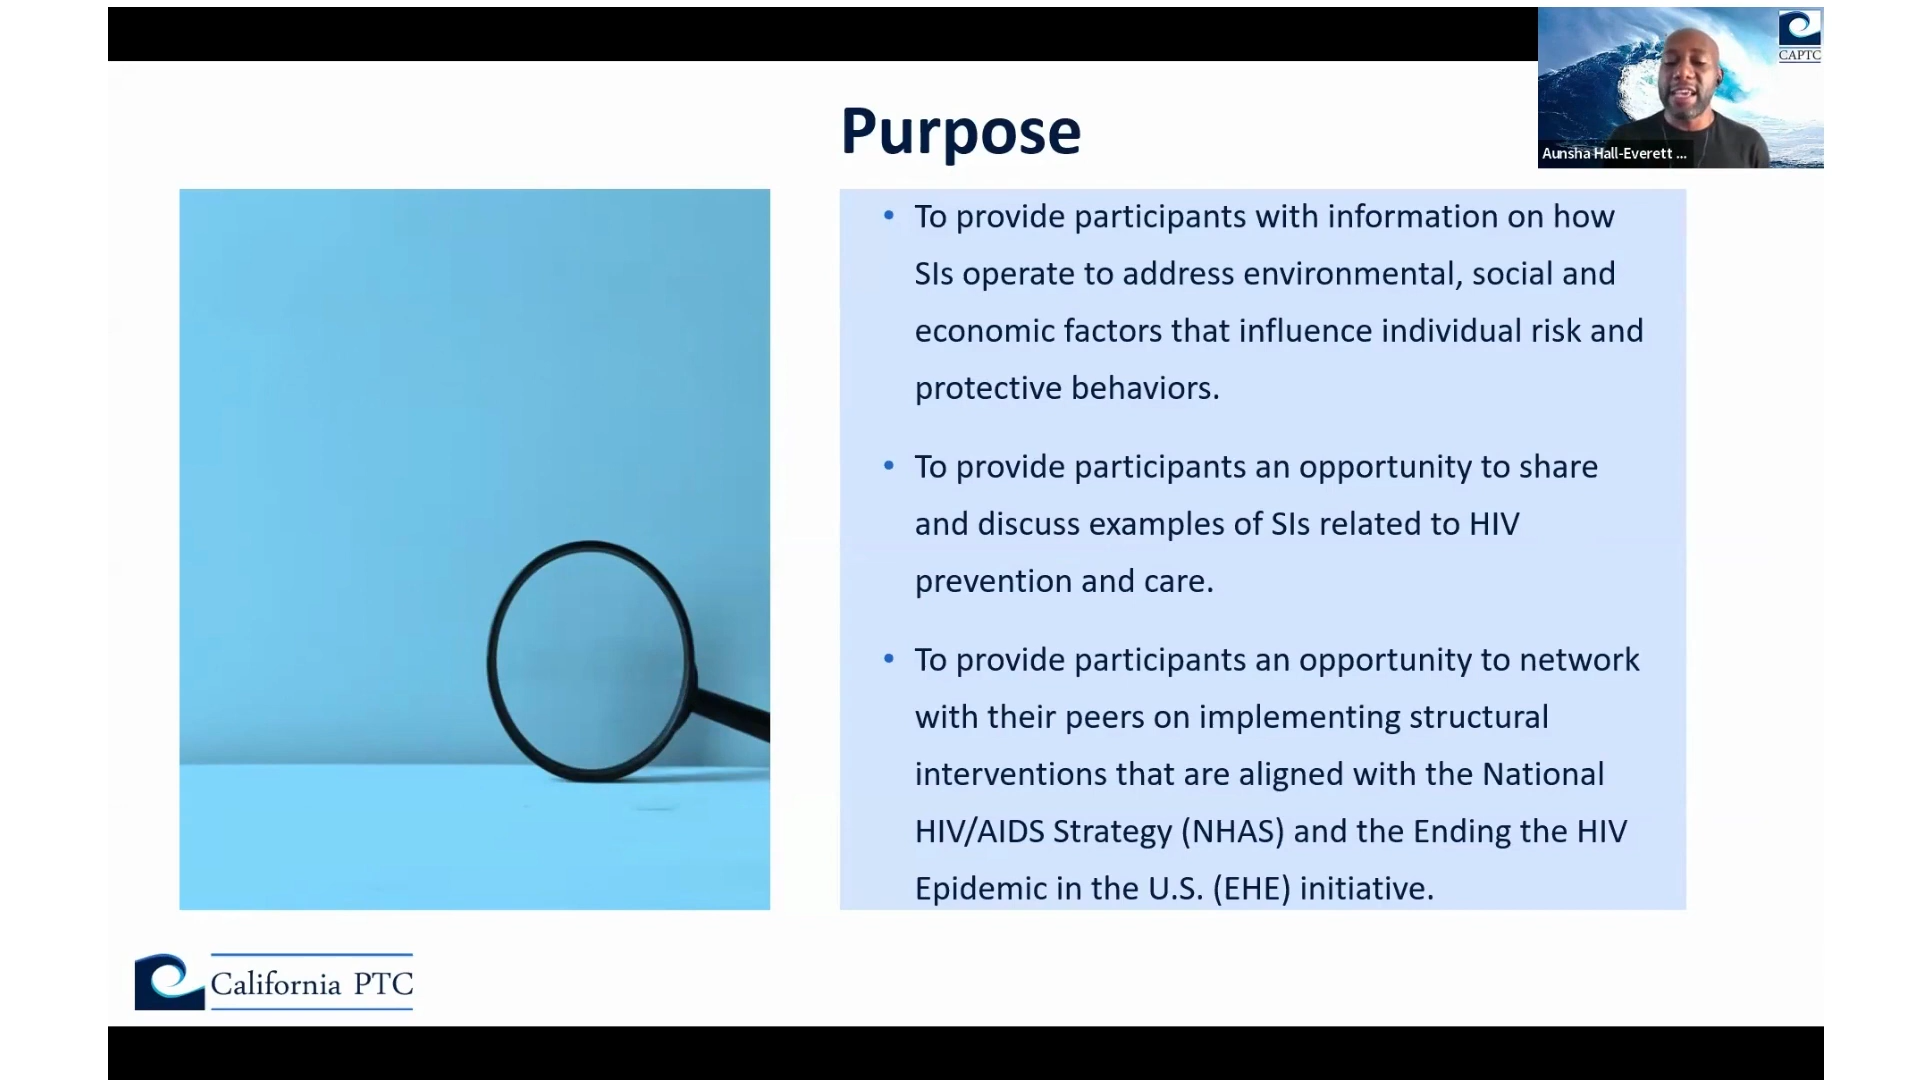 CAPTC
Aunsha Hall-Everett ...
Purpose
• To provide participants with information on how
SIs operate to address environmental, social and
economic factors that influence individual risk and
protective behaviors.
• To provide participants an opportunity to share
and discuss examples of SIs related to HIV
prevention and care.
• To provide participants an opportunity to network
with their peers on implementing structural
interventions that are aligned with the National
HIV/AIDS Strategy (NHAS) and the Ending the HIV
Epidemic in the U.S. (EHE) initiative.
California PTC